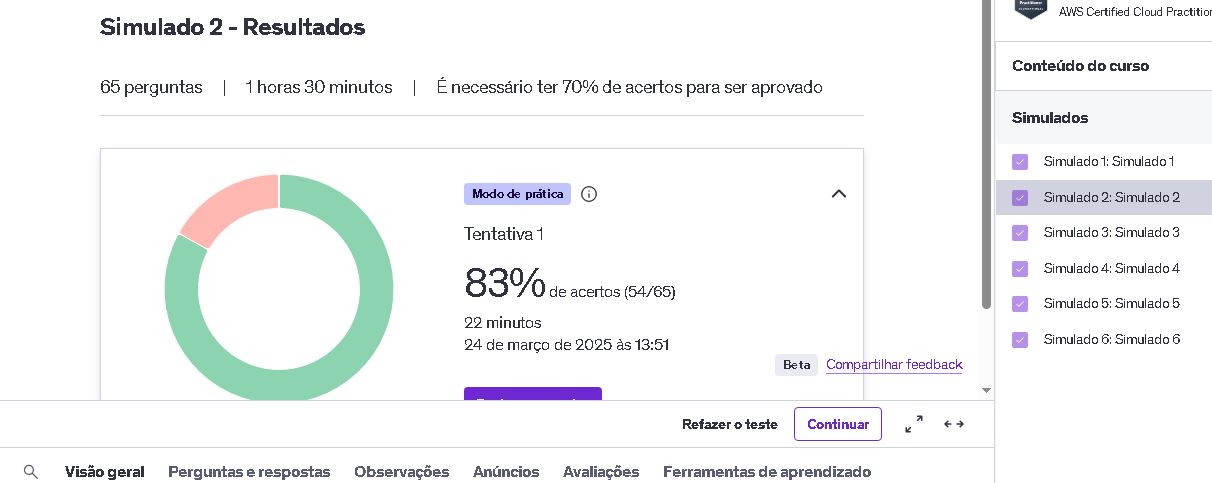 Simulado 2 - Resultados
65 perguntas | 1 horas 30 minutos | É necessário ter 70% de acertos para ser aprovado
Modo de prática
Tentativa 1
83% de acertos (54/65)
22 minutos
24 de março de 2025 às 13:51
Beta Compartilhar feedback
Refazer o teste Continuar
Visão geral Perguntas e respostas Observações Anúncios Avaliações Ferramentas de aprendizado
AWS Certified Cloud Practition
Conteúdo do curso
Simulados
Simulado 1: Simulado 1
Simulado 2: Simulado 2
Simulado 3: Simulado 3
Simulado 4: Simulado 4
Simulado 5: Simulado 5
Simulado 6: Simulado 6